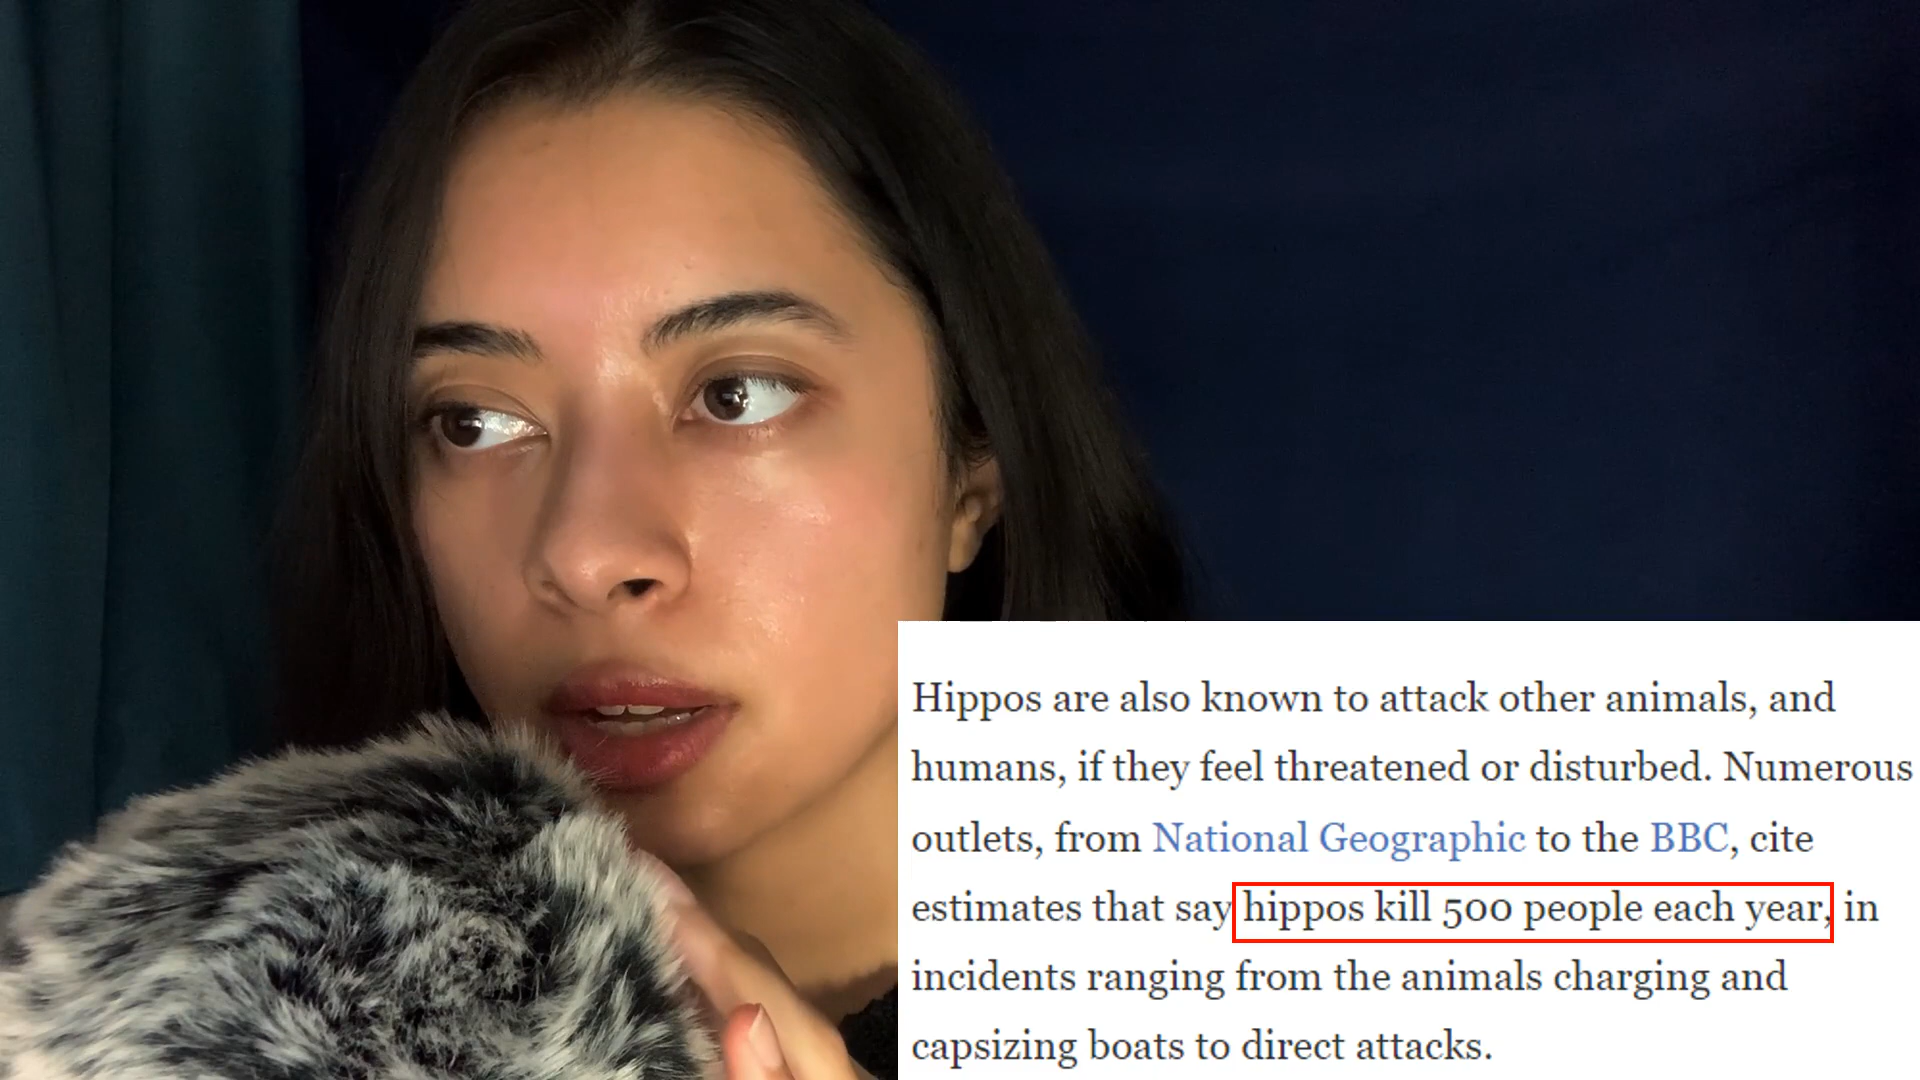 Hippos are also known to attack other animals, and
humans, if they feel threatened or disturbed. Numerous
outlets, from National Geographic to the BBC, cite
estimates that say hippos kill 500 people each year, in
incidents ranging from the animals charging and
capsizing boats to direct attacks.